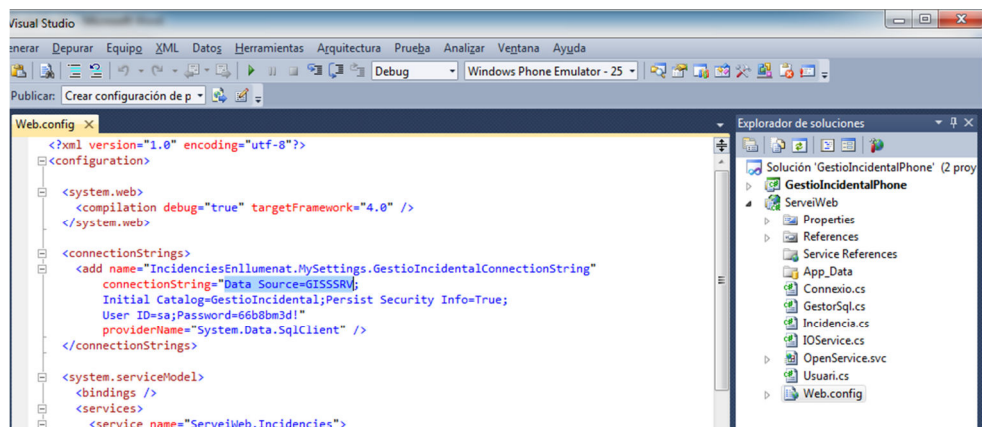 Visual Studio
enerar Depurar Equipo XML Datos Herramientas Arquitectura Prueba Analizar Ventana Ayuda
Debug Windows Phone Emulator - 25
Publicar: Crear configuración de p
Web.config
<?xml version="1.0" encoding="utf-8"?>
<configuration>
<system.web>
<compilation debug="true" targetFramework="4.0" />
</system.web>
<connectionStrings>
<add name="IncidenciesEnllumenat.MySettings.GestioIncidentalConnectionString"
connectionString="Data Source=GISSSRV;
Initial Catalog=GestioIncidental;Persist Security Info=True;
User ID=sa;Password=66b8bm3d!"
providerName="System.Data.SqlClient" />
</connectionStrings>
<system.serviceModel>
<bindings />
<services>
<service name="ServeiWeb.Incidencies">
Explorador de soluciones
Solución 'GestioIncidentalPhone' (2 proy
GestioIncidentalPhone
ServeiWeb
Properties
References
Service References
App_Data
Connexio.cs
GestorSql.cs
Incidencia.cs
IOService.cs
OpenService.svc
Usuari.cs
Web.config